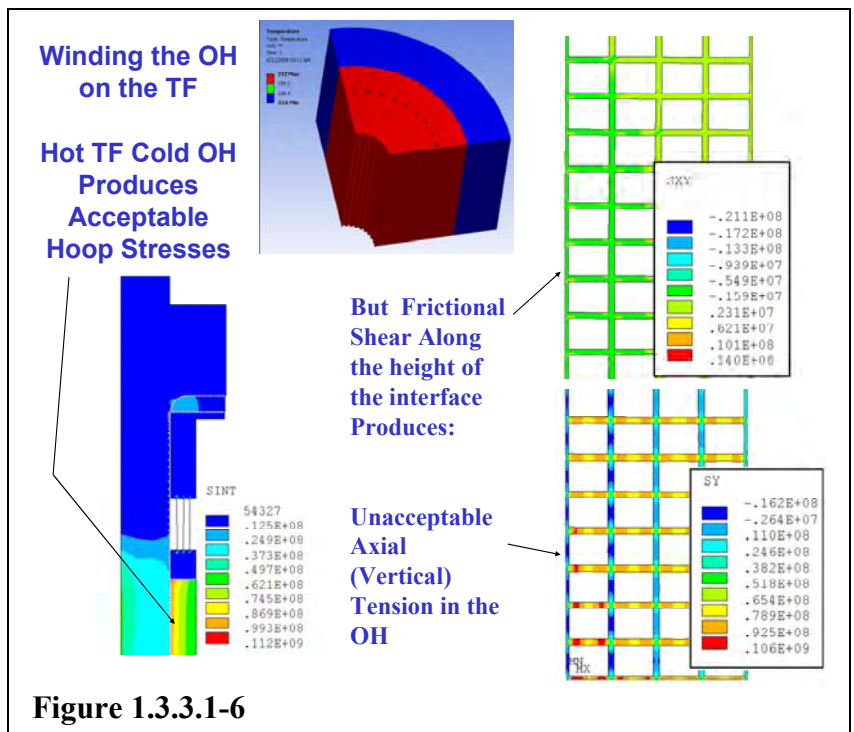 Winding the OH
on the TF
Hot TF Cold OH
Produces
Acceptable
Hoop Stresses
Temperature
Type: Temperature
But Frictional
Shear Along
the height of
the interface
Produces:
Unacceptable
Axial
(Vertical)
Tension in the
OH
SINT
54327
.125E+08
.249E+08
.373E+08
.497E+08
.621E+08
.745E+08
.869E+08
.993E+08
.112E+09
SXY
-.211E+08
-.172E+08
-.133E+08
-.939E+07
-.549E+07
-.159E+07
.231E+07
.621E+07
.101E+08
.140E+08
SY
-.162E+08
-.264E+07
.110E+08
.246E+08
.382E+08
.518E+08
.654E+08
.789E+08
.925E+08
.106E+09
MX
Figure 1.3.3.1-6